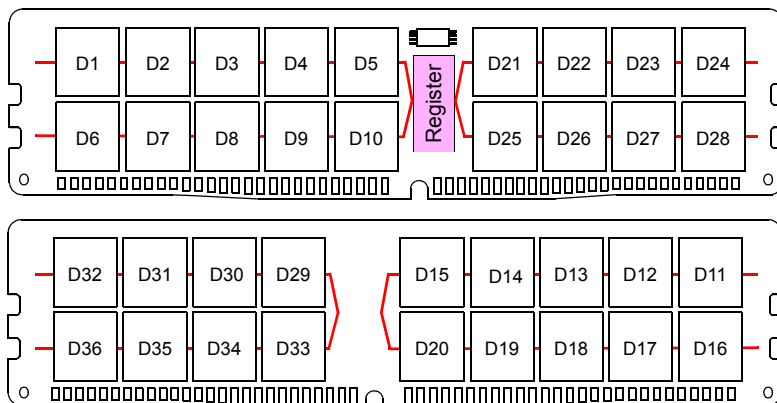 D1 D2 D3 D4 D5 D21 D22 D23 D24
Register
D6 D7 D8 D9 D10 D25 D26 D27 D28
D32 D31 D30 D29 D15 D14 D13 D12 D11
D36 D35 D34 D33 D20 D19 D18 D17 D16